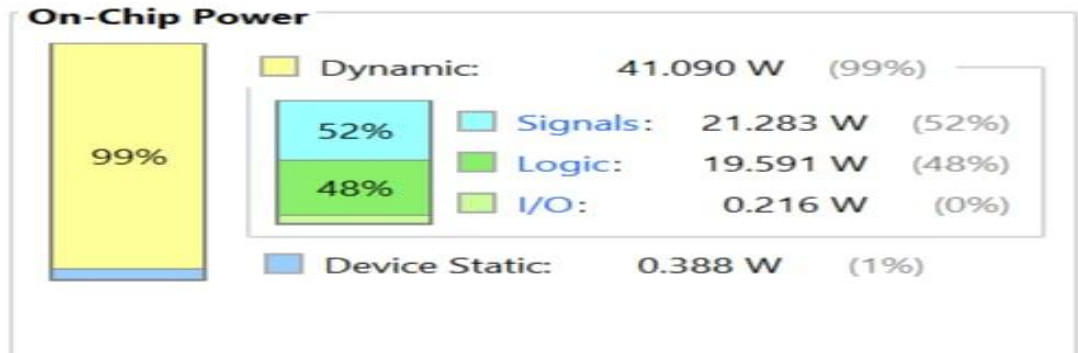 On-Chip Power
Dynamic: 41.090 W (99%)
52% Signals: 21.283 W (52%)
99%
Logic: 19.591 W (48%)
48%
I/O: 0.216 W (0%)
Device Static: 0.388 W (1%)